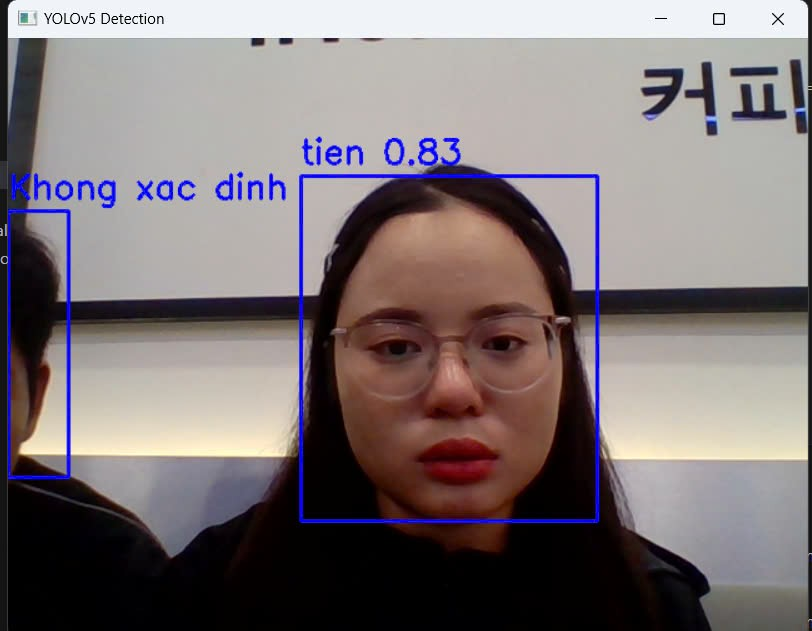 YOLOv5 Detection
커피
tien 0.83
Khong xac dinh